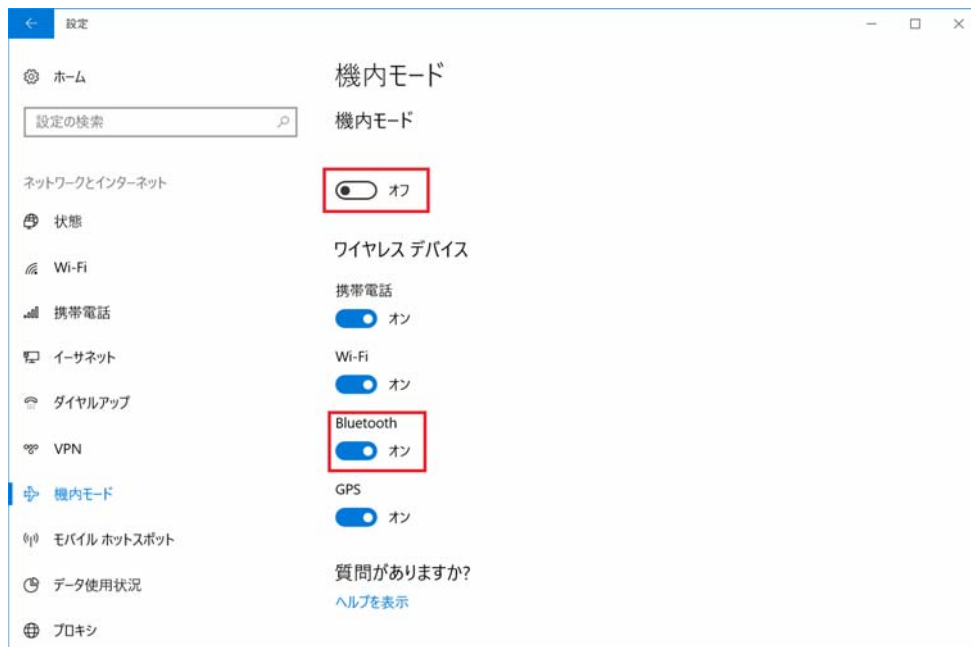 設定
ホーム
設定の検索
ネットワークとインターネット
状態
Wi-Fi
携帯電話
イーサネット
ダイヤルアップ
VPN
機内モード
モバイル ホットスポット
データ使用状況
プロキシ
機内モード
機内モード
オフ
ワイヤレス デバイス
携帯電話
オン
Wi-Fi
オン
Bluetooth
オン
GPS
オン
質問がありますか?
ヘルプを表示